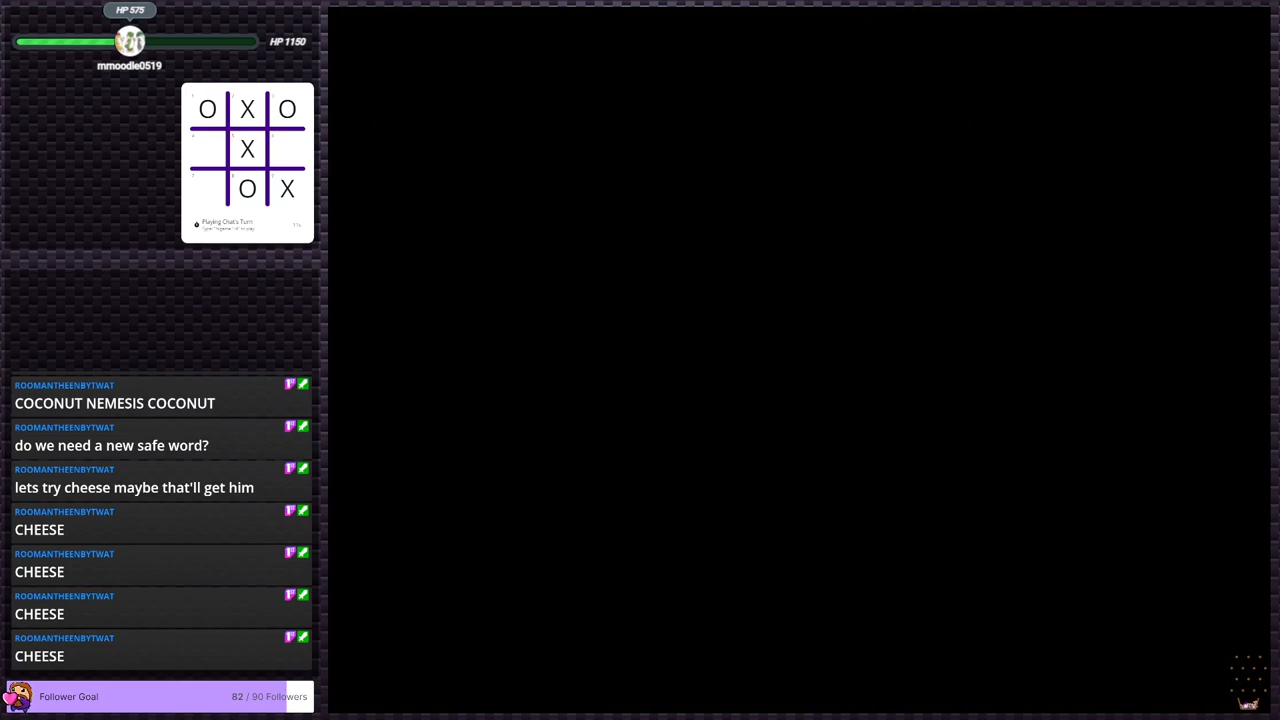 HP 575
HP 1150
mmoodle0519
O X O
X
O X
Playing Chat's Turn
ROOMANTHEENBYTWAT
COCONUT NEMESIS COCONUT
ROOMANTHEENBYTWAT
do we need a new safe word?
ROOMANTHEENBYTWAT
lets try cheese maybe that'll get him
ROOMANTHEENBYTWAT
CHEESE
ROOMANTHEENBYTWAT
CHEESE
ROOMANTHEENBYTWAT
CHEESE
ROOMANTHEENBYTWAT
CHEESE
Follower Goal
82 / 90 Followers